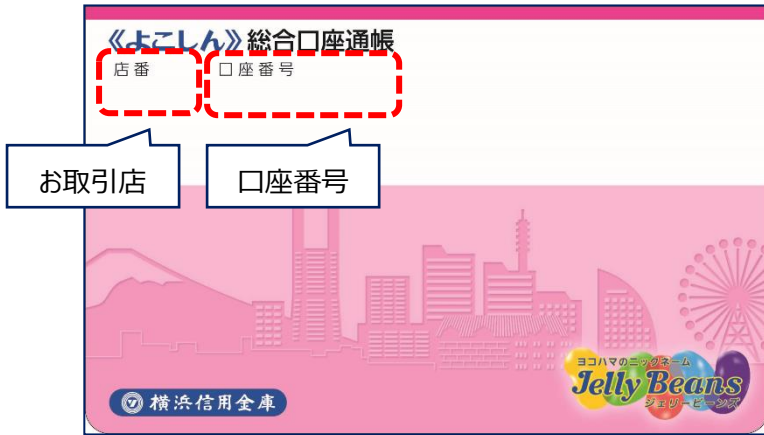 《よこしん》総合口座通帳
店番 口座番号
お取引店 口座番号
ヨコハマのニックネーム
Jelly Beans
ジェリービーンズ
横浜信用金庫